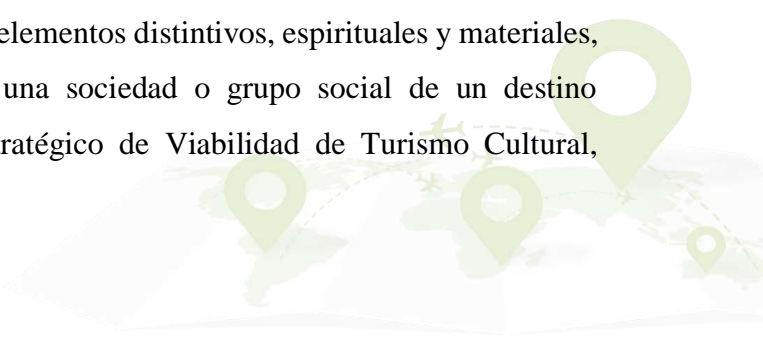 elementos distintivos, espirituales y materiales,
una sociedad o grupo social de un destino
ratégico de Viabilidad de Turismo Cultural,